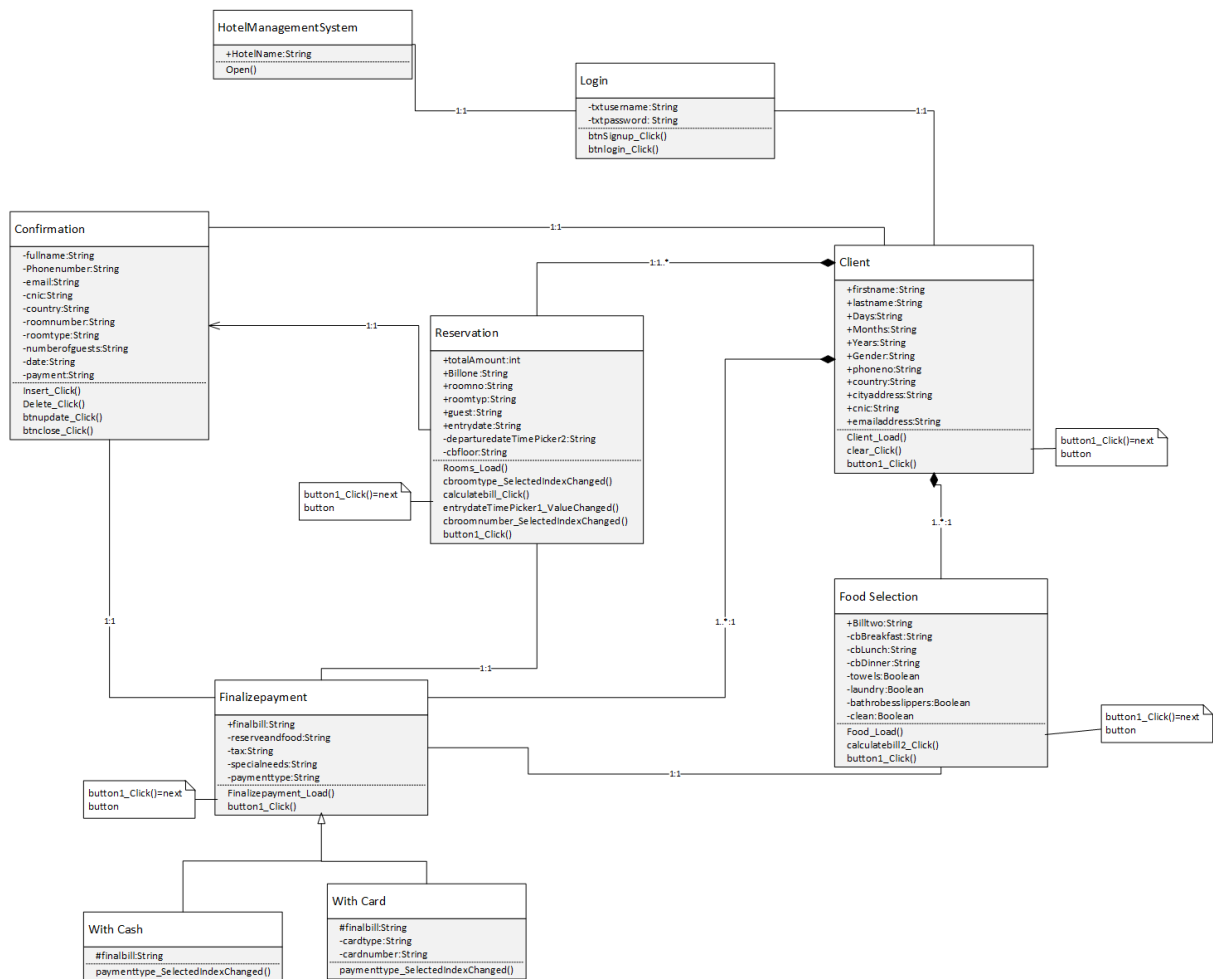 HotelManagementSystem
+HotelName:String
Open()
Login
-txtusername:String
-txtpassword: String
btnSignup_Click()
btnlogin_Click()
1:1
1:1
Confirmation
-fullname:String
-Phonenumber:String
-email:String
-cnic:String
-country:String
-roomnumber:String
-roomtype:String
-numberofguests:String
-date:String
-payment:String
Insert_Click()
Delete_Click()
btnupdate_Click()
btnclose_Click()
1:1
1:1..*
1:1
Client
+firstname:String
+lastname:String
+Days:String
+Months:String
+Years:String
+Gender:String
+phoneno:String
+country:String
+cityaddress:String
+cnic:String
+emailaddress:String
Client_Load()
clear_Click()
button1_Click()
button1_Click()=next
button
Reservation
+totalAmount:int
+Billone:String
+roomno:String
+roomtyp:String
+guest:String
+entrydate:String
-departuredateTimePicker2:String
-cbfloor:String
Rooms_Load()
cbroomtype_SelectedIndexChanged()
calculatebill_Click()
entrydateTimePicker1_ValueChanged()
cbroomnumber_SelectedIndexChanged()
button1_Click()
button1_Click()=next
button
1..*:1
Food Selection
+Billtwo:String
-cbBreakfast:String
-cbLunch:String
-cbDinner:String
-towels:Boolean
-laundry:Boolean
-bathrobesslippers:Boolean
-clean:Boolean
Food_Load()
calculatebill2_Click()
button1_Click()
button1_Click()=next
button
1:1
1..*:1
1:1
Finalizepayment
+finalbill:String
-reserveandfood:String
-tax:String
-specialneeds:String
-paymenttype:String
Finalizepayment_Load()
button1_Click()
button1_Click()=next
button
1:1
With Cash
#finalbill:String
paymenttype_SelectedIndexChanged()
With Card
#finalbill:String
-cardtype:String
-cardnumber:String
paymenttype_SelectedIndexChanged()